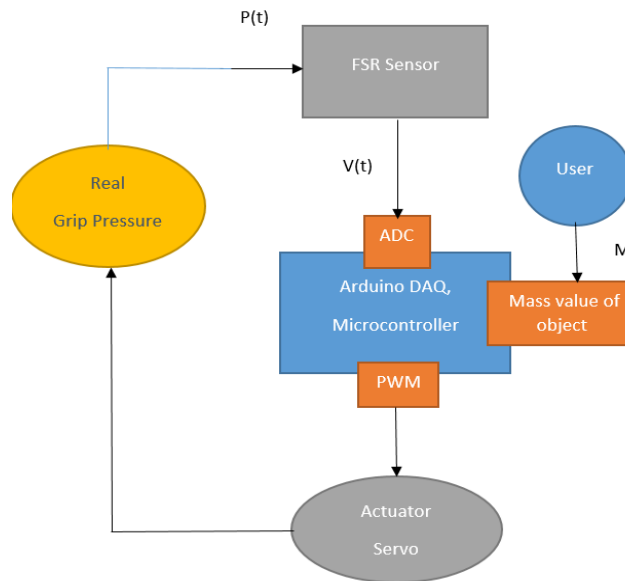 P(t)
FSR Sensor
V(t)
User
Real
Grip Pressure
ADC
M
Arduino DAQ,
Microcontroller
Mass value of
object
PWM
Actuator
Servo